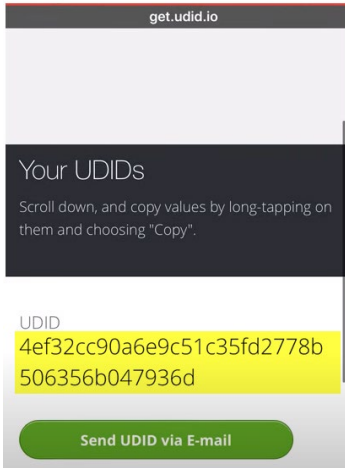 get.udid.io
Your UDIDs
Scroll down, and copy values by long-tapping on
them and choosing "Copy".
UDID
4ef32cc90a6e9c51c35fd2778b
506356b047936d
Send UDID via E-mail